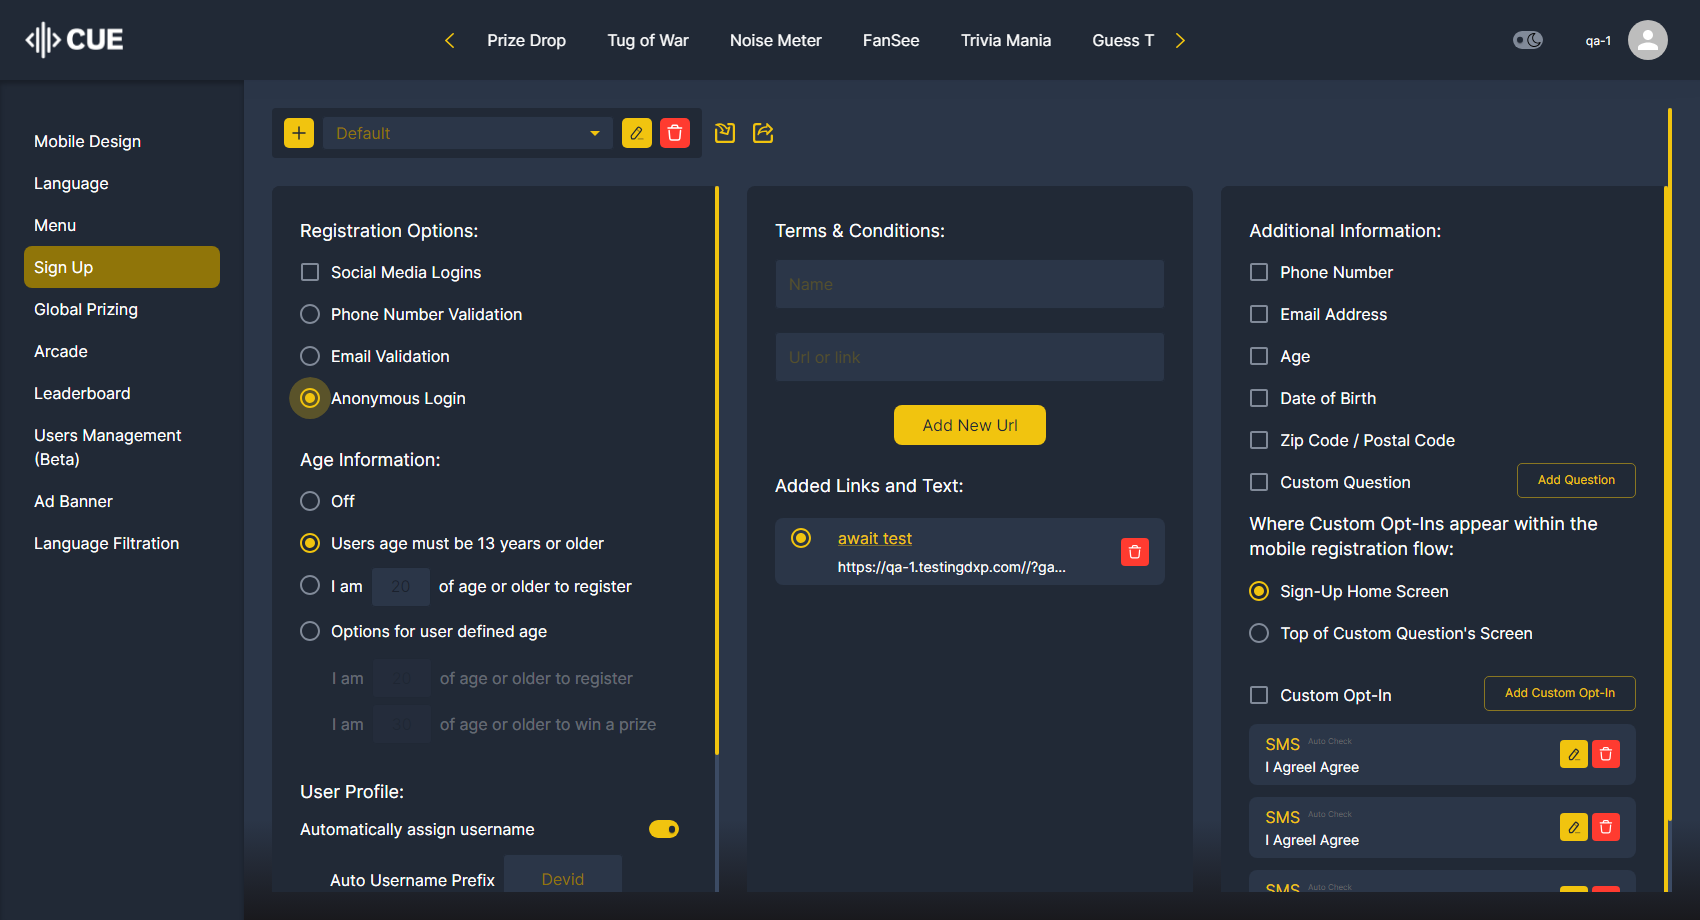 CUE
Prize Drop
Tug of War
Noise Meter
FanSee
Trivia Mania
Guess T
qa-1
Mobile Design
Language
Menu
Sign Up
Global Prizing
Arcade
Leaderboard
Users Management
(Beta)
Ad Banner
Language Filtration
Default
Registration Options:
Social Media Logins
Phone Number Validation
Email Validation
Anonymous Login
Age Information:
Off
Users age must be 13 years or older
I am 20 of age or older to register
Options for user defined age
I am 20 of age or older to register
I am 30 of age or older to win a prize
User Profile:
Automatically assign username
Auto Username Prefix Devid
Terms & Conditions:
Name
Url or link
Add New Url
Added Links and Text:
await test
https://qa-1.testingdxp.com//?ga...
Additional Information:
Phone Number
Email Address
Age
Date of Birth
Zip Code / Postal Code
Custom Question
Add Question
Where Custom Opt-Ins appear within the
mobile registration flow:
Sign-Up Home Screen
Top of Custom Question's Screen
Custom Opt-In
Add Custom Opt-In
SMS Auto Check
I AgreeI Agree
SMS Auto Check
I AgreeI Agree
SMS Auto Check